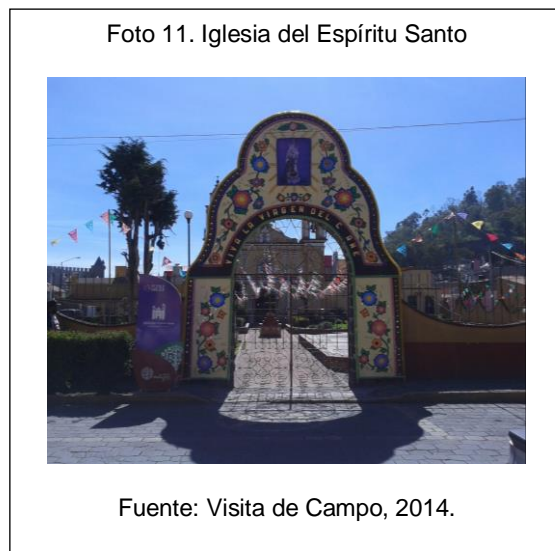 Foto 11. Iglesia del Espíritu Santo
VIVA LA VIRGEN DEL
Fuente: Visita de Campo, 2014.